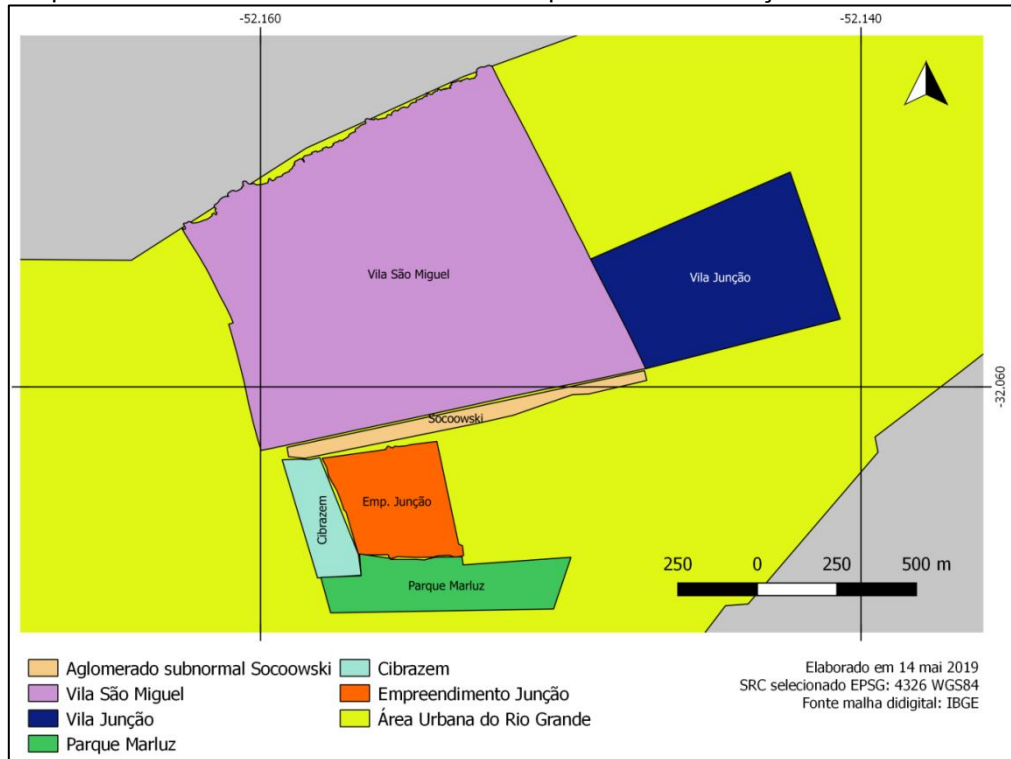 -52.160
-52.140
Vila São Miguel
Vila Junção
-32.060
Socoowski
Emp. Junção
Cibrazem
Parque Marluz
250 0 250 500 m
Aglomerado subnormal Socoowski
Vila São Miguel
Vila Junção
Parque Marluz
Cibrazem
Empreendimento Junção
Área Urbana do Rio Grande
Elaborado em 14 mai 2019
SRC selecionado EPSG: 4326 WGS84
Fonte malha didigital: IBGE